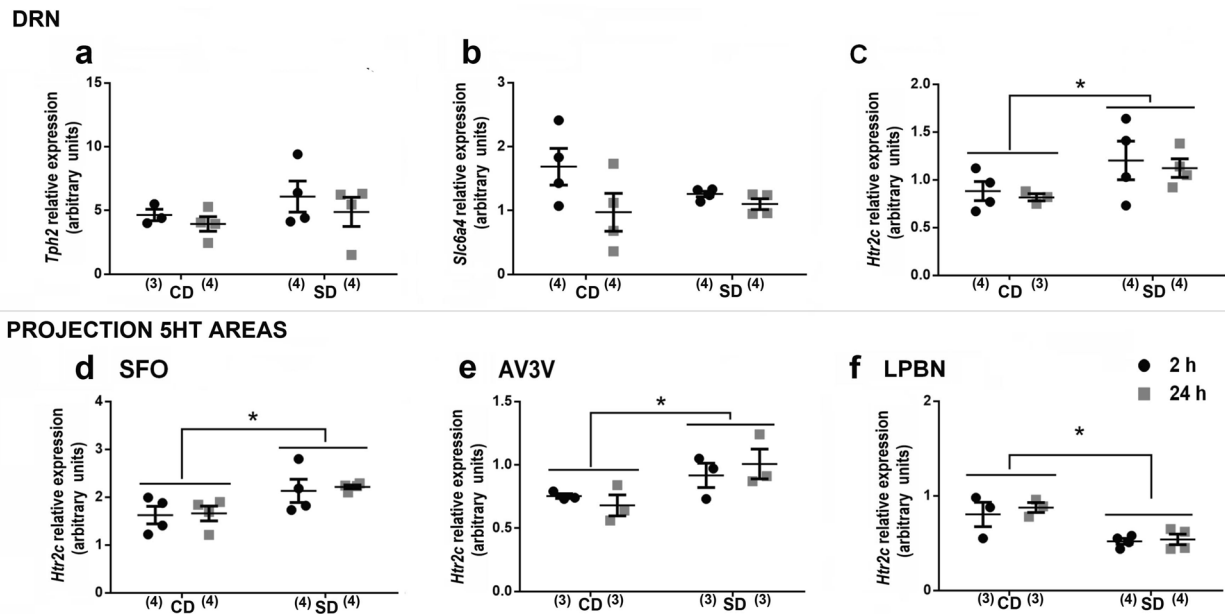 DRN
a
Tph2 relative expression
(arbitrary units)
15
10
5
0
(3) CD (4)
(4) SD (4)
b
Slc6a4 relative expression
(arbitrary units)
3
2
1
0
(4) CD (4)
(4) SD (4)
c
Htr2c relative expression
(arbitrary units)
2.0
1.5
1.0
0.5
0.0
*
(4) CD (3)
(4) SD (4)
PROJECTION 5HT AREAS
d SFO
Htr2c relative expression
(arbitrary units)
4
3
2
1
0
*
(4) CD (4)
(4) SD (4)
e AV3V
Htr2c relative expression
(arbitrary units)
1.5
1.0
0.5
0.0
*
(3) CD (3)
(3) SD (3)
f LPBN
2 h
24 h
Htr2c relative expression
(arbitrary units)
2
1
0
*
(3) CD (3)
(4) SD (4)